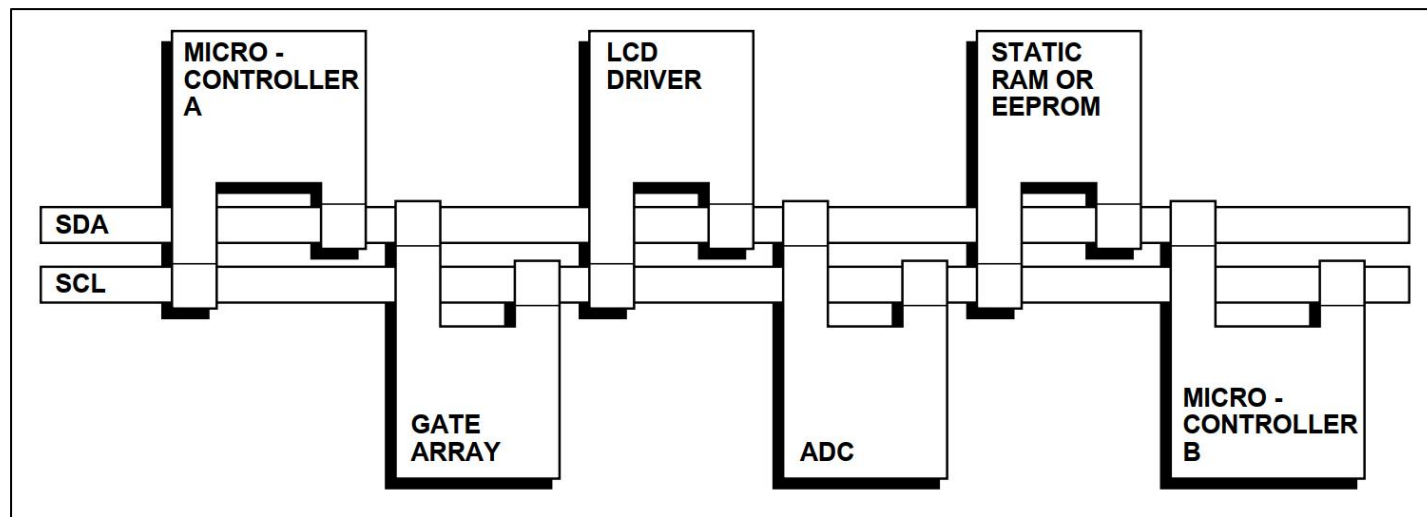 MICRO -
CONTROLLER
A
LCD
DRIVER
STATIC
RAM OR
EEPROM
SDA
SCL
GATE
ARRAY
ADC
MICRO -
CONTROLLER
B